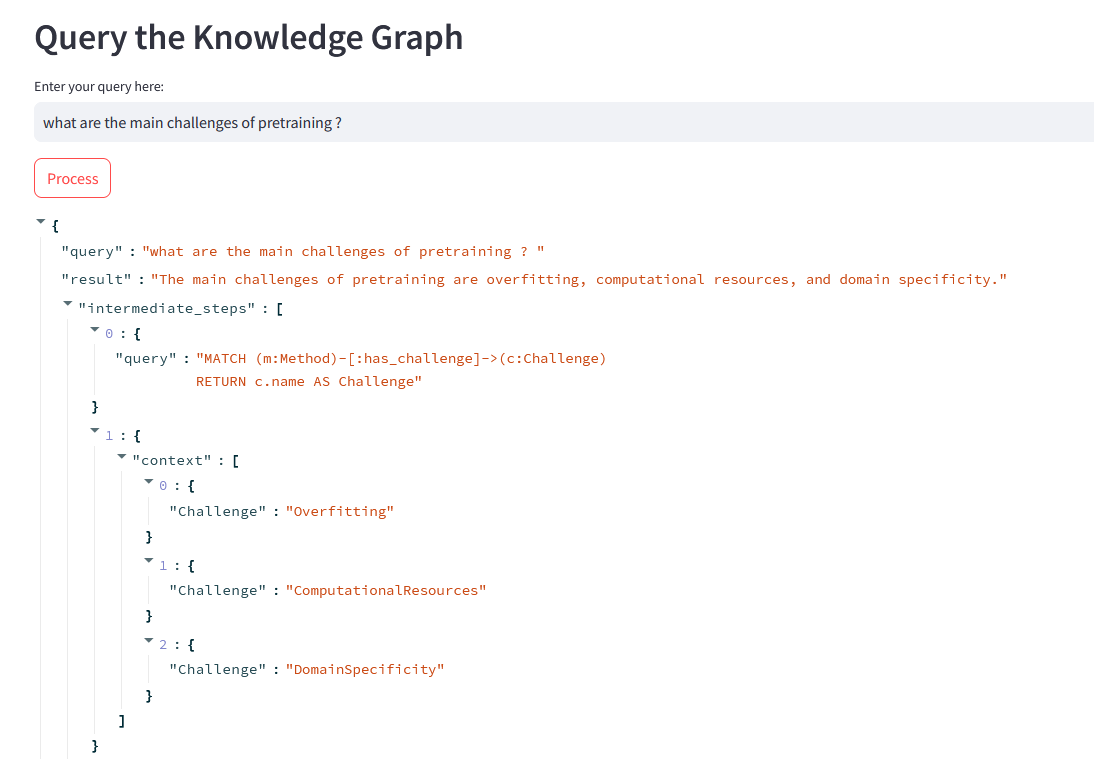 Query the Knowledge Graph
Enter your query here:
what are the main challenges of pretraining ?
Process
{
"query" : "what are the main challenges of pretraining ? "
"result" : "The main challenges of pretraining are overfitting, computational resources, and domain specificity."
"intermediate_steps" : [
0 : {
"query" : "MATCH (m:Method)-[:has_challenge]->(c:Challenge)
RETURN c.name AS Challenge"
}
1 : {
"context" : [
0 : {
"Challenge" : "Overfitting"
}
1 : {
"Challenge" : "ComputationalResources"
}
2 : {
"Challenge" : "DomainSpecificity"
}
]
}